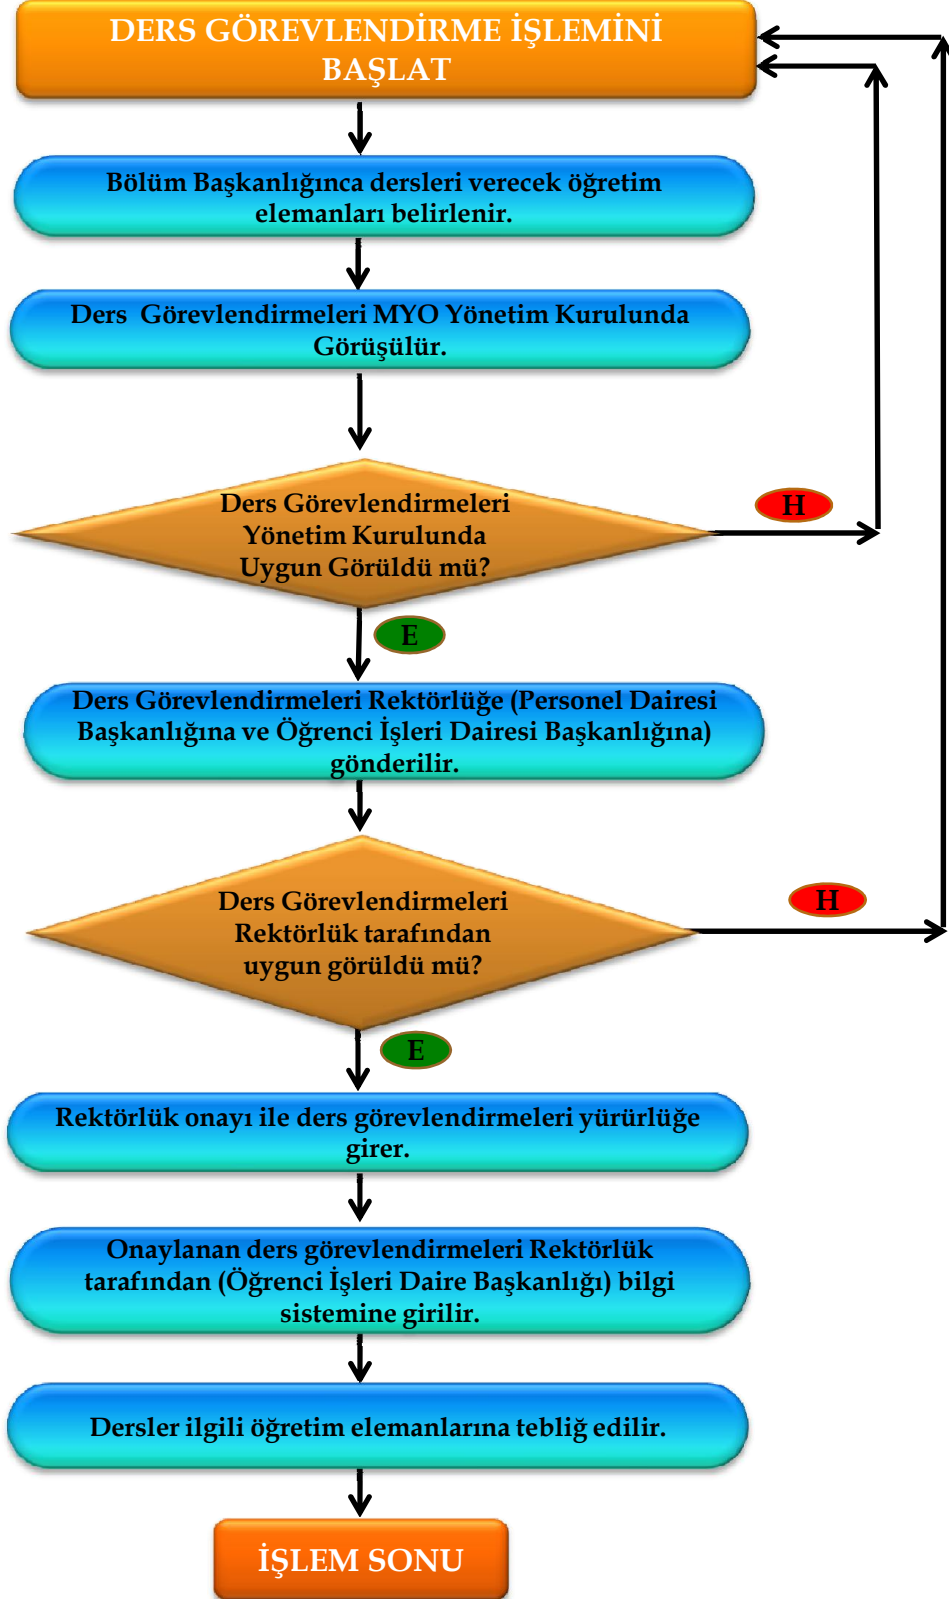 DERS GÖREVLENDİRME İŞLEMİNİ
BAŞLAT
Bölüm Başkanlığınca dersleri verecek öğretim
elemanları belirlenir.
Ders Görevlendirmeleri MYO Yönetim Kurulunda
Görüşülür.
Ders Görevlendirmeleri
Yönetim Kurulunda
Uygun Görüldü mü?
H
E
Ders Görevlendirmeleri Rektörlüğe (Personel Dairesi
Başkanlığına ve Öğrenci İşleri Dairesi Başkanlığına)
gönderilir.
Ders Görevlendirmeleri
Rektörlük tarafından
uygun görüldü mü?
H
E
Rektörlük onayı ile ders görevlendirmeleri yürürlüğe
girer.
Onaylanan ders görevlendirmeleri Rektörlük
tarafından (Öğrenci İşleri Daire Başkanlığı) bilgi
sistemine girilir.
Dersler ilgili öğretim elemanlarına tebliğ edilir.
İŞLEM SONU